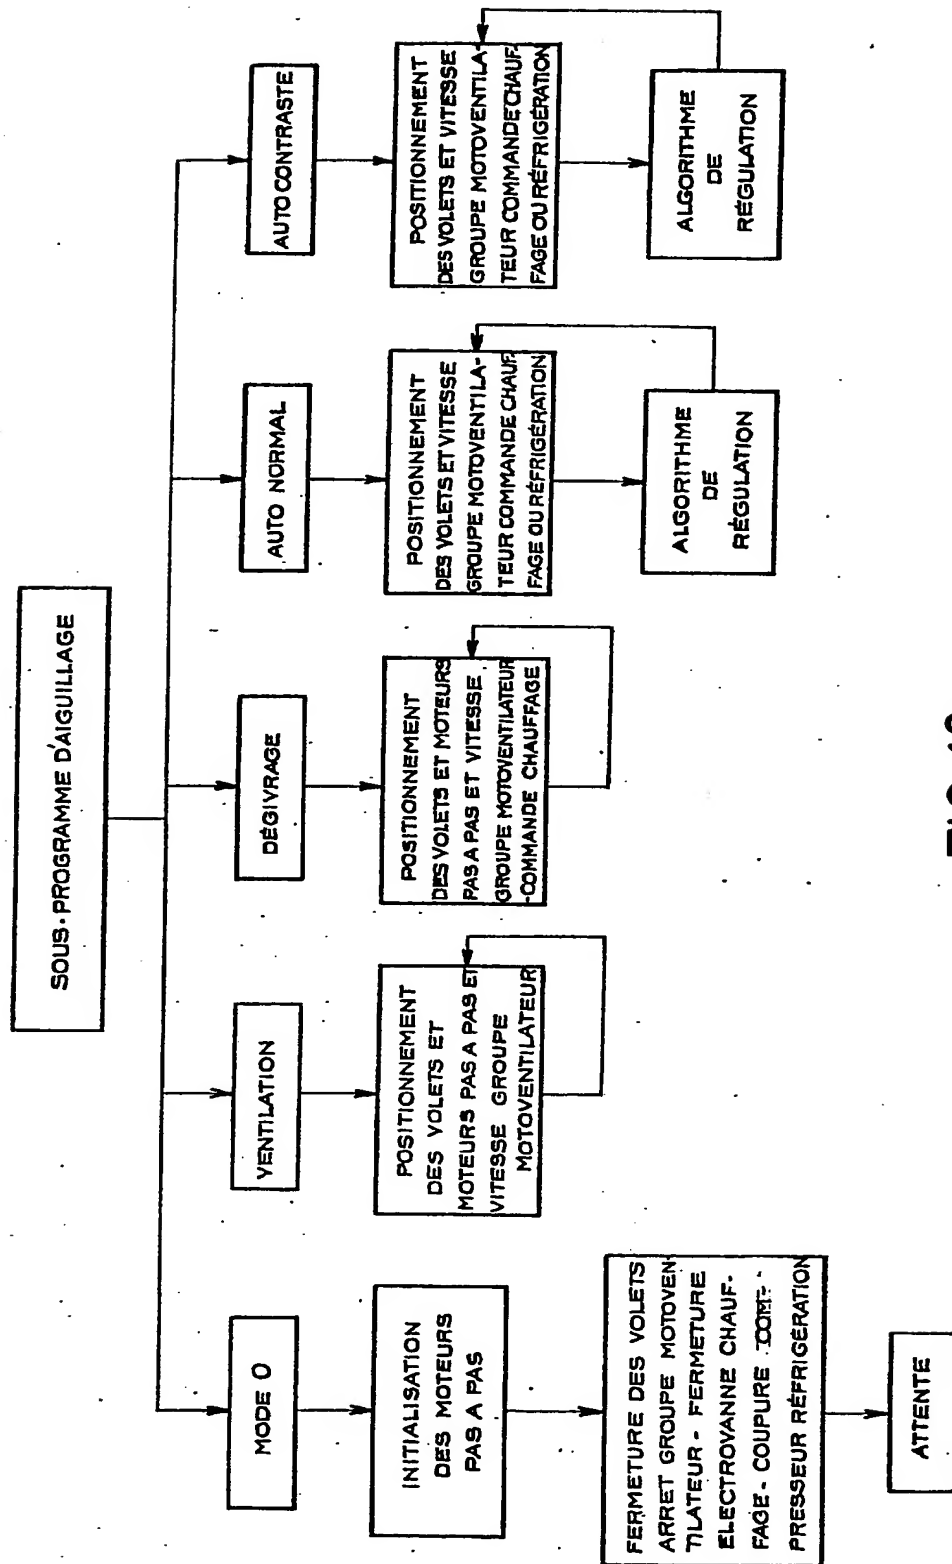 SOUS-PROGRAMME D'AIGUILLAGE
MODE O
VENTILATION
DÉGIVRAGE
AUTO NORMAL
AUTO CONTRASTE
INITIALISATION
DES MOTEURS
PAS A PAS
POSITIONNEMENT
DES VOLETS ET
MOTEURS PAS A PAS ET
VITESSE GROUPE
MOTOVENTILATEUR
POSITIONNEMENT
DES VOLETS ET MOTEURS
PAS A PAS ET VITESSE
GROUPE MOTOVENTILATEUR
-COMMANDE CHAUFFAGE
POSITIONNEMENT
DES VOLETS ET VITESSE
GROUPE MOTOVENTILA-
TEUR COMMANDE CHAUF-
FAGE OU RÉFRIGÉRATION
POSITIONNEMENT
DES VOLETS ET VITESSE
GROUPE MOTOVENTILA-
TEUR COMMANDE CHAUF-
FAGE OU RÉFRIGÉRATION
FERMETURE DES VOLETS
ARRET GROUPE MOTOVEN-
TILATEUR - FERMETURE
ELECTROVANNE CHAUF-
FAGE - COUPURE COM-
PRESSEUR RÉFRIGÉRATION
ALGORITHME
DE
RÉGULATION
ALGORITHME
DE
RÉGULATION
ATTENTE